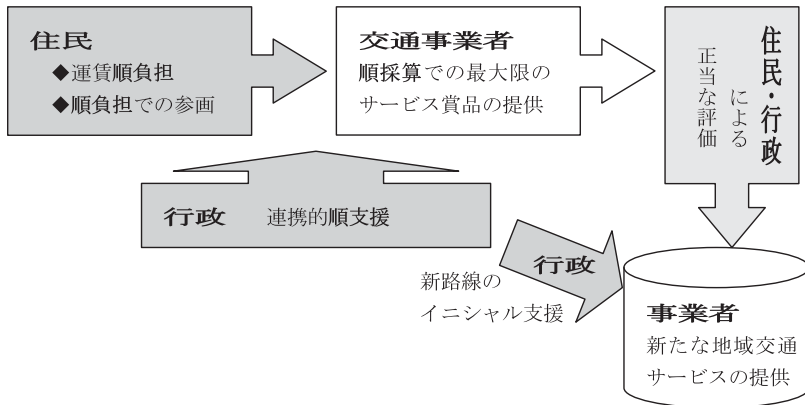 住民
◆運賃順負担
◆順負担での参画
交通事業者
順採算での最大限の
サービス賞品の提供
住民・行政
による
正当な評価
行政 連携的順支援
行政
新路線の
イニシャル支援
事業者
新たな地域交通
サービスの提供